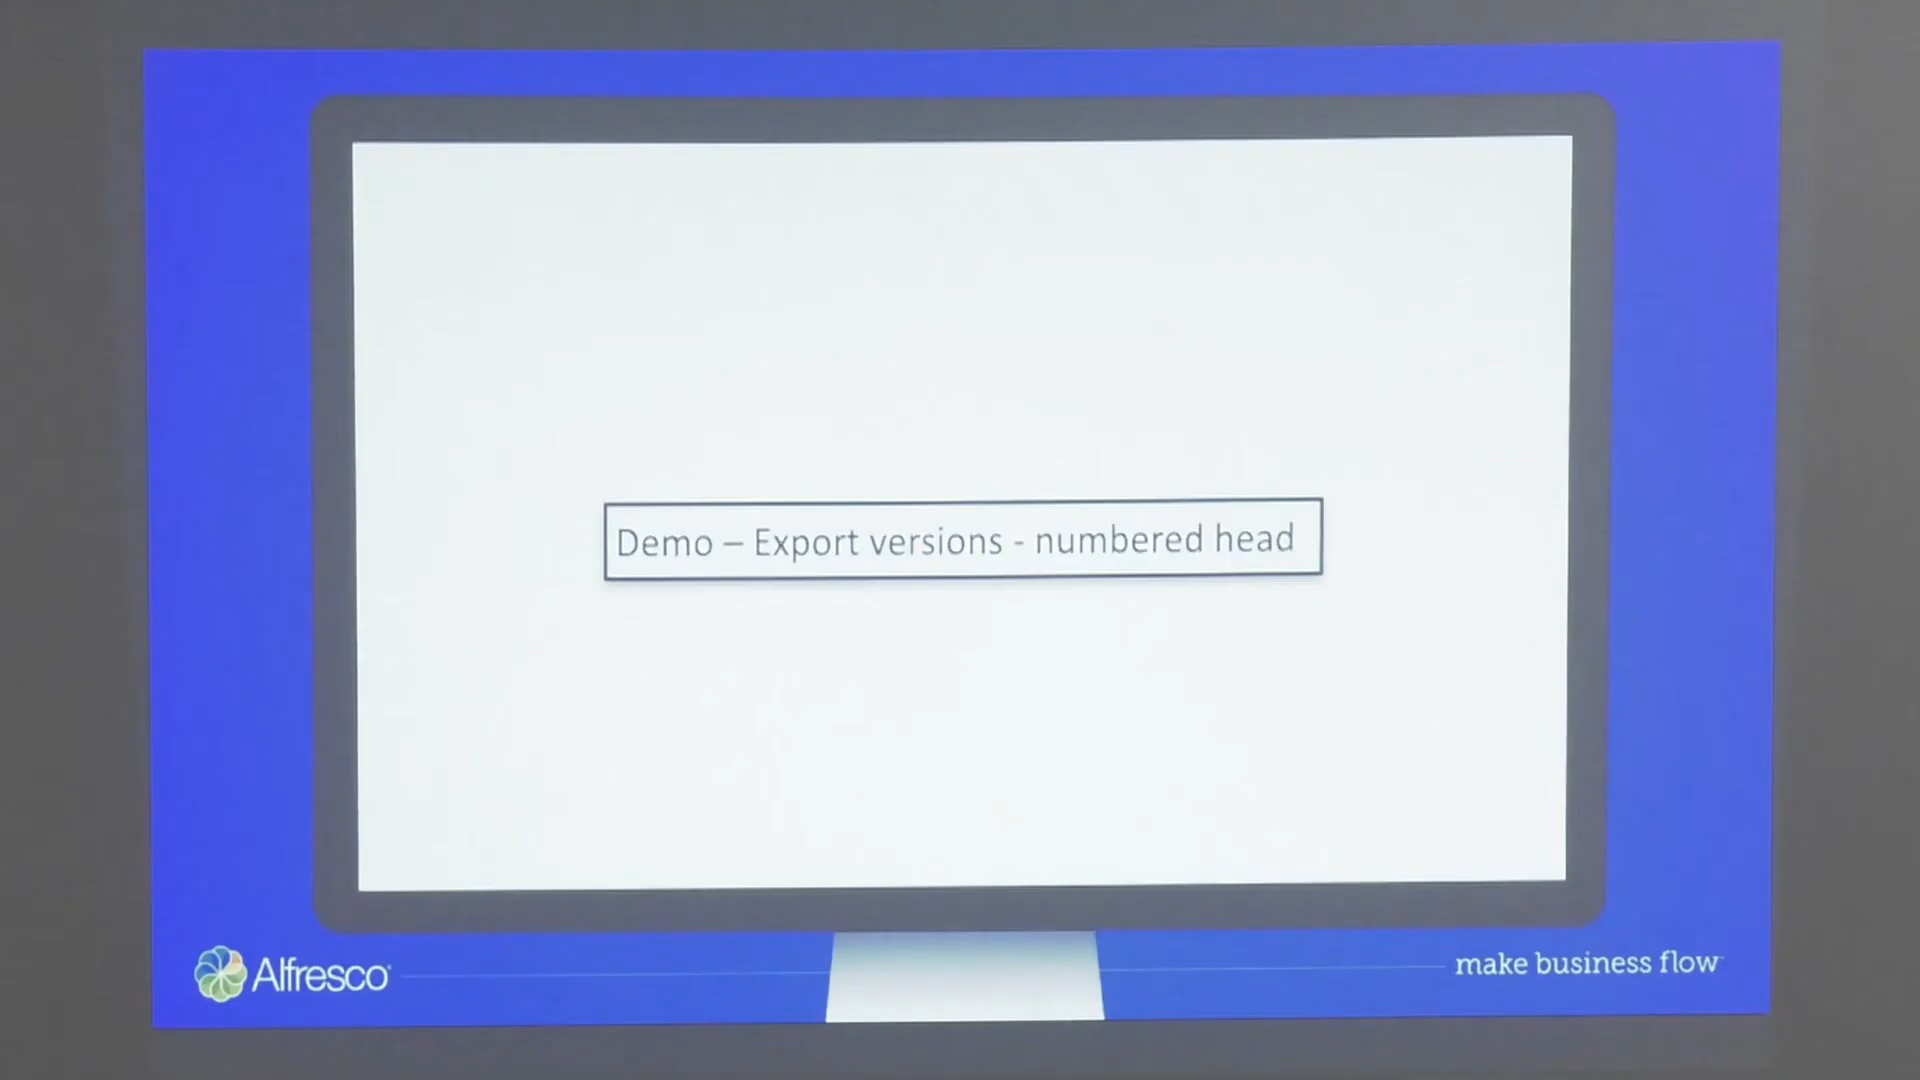 Demo – Export versions - numbered head
Alfresco
make business flow